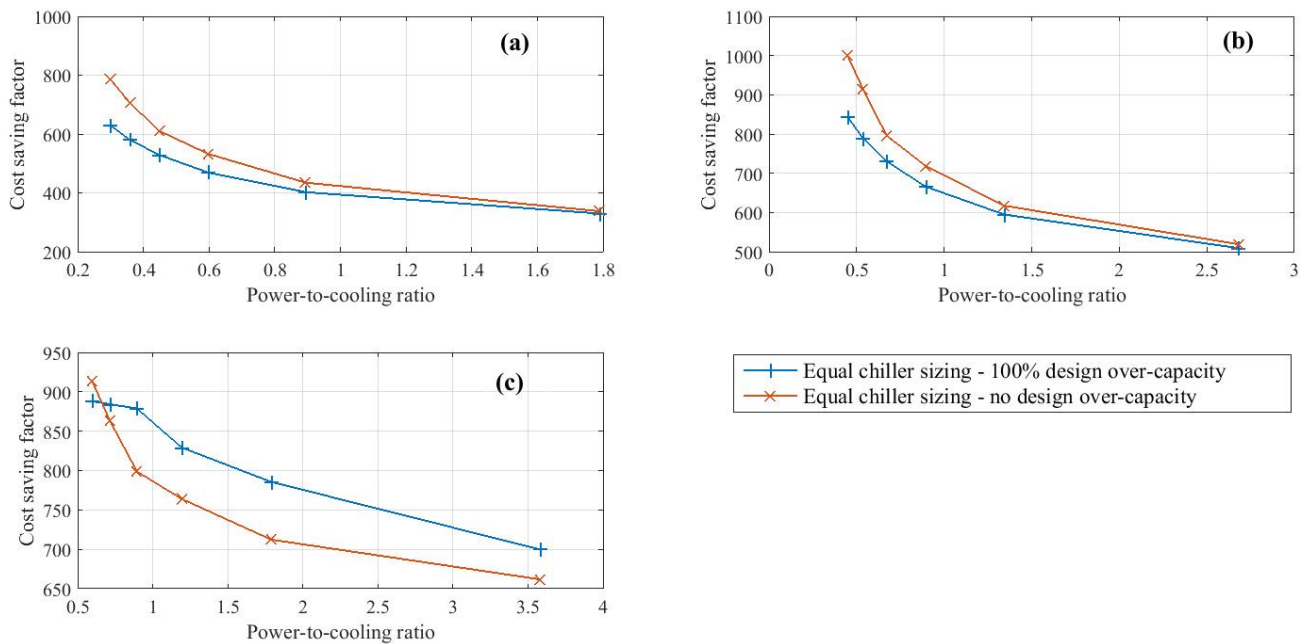 1000
800
600
400
200
Cost saving factor
(a)
0.2 0.4 0.6 0.8 1 1.2 1.4 1.6 1.8
Power-to-cooling ratio
1100
1000
900
800
700
600
500
Cost saving factor
(b)
0 0.5 1 1.5 2 2.5 3
Power-to-cooling ratio
950
900
850
800
750
700
650
Cost saving factor
(c)
0.5 1 1.5 2 2.5 3 3.5 4
Power-to-cooling ratio
Equal chiller sizing - 100% design over-capacity
Equal chiller sizing - no design over-capacity